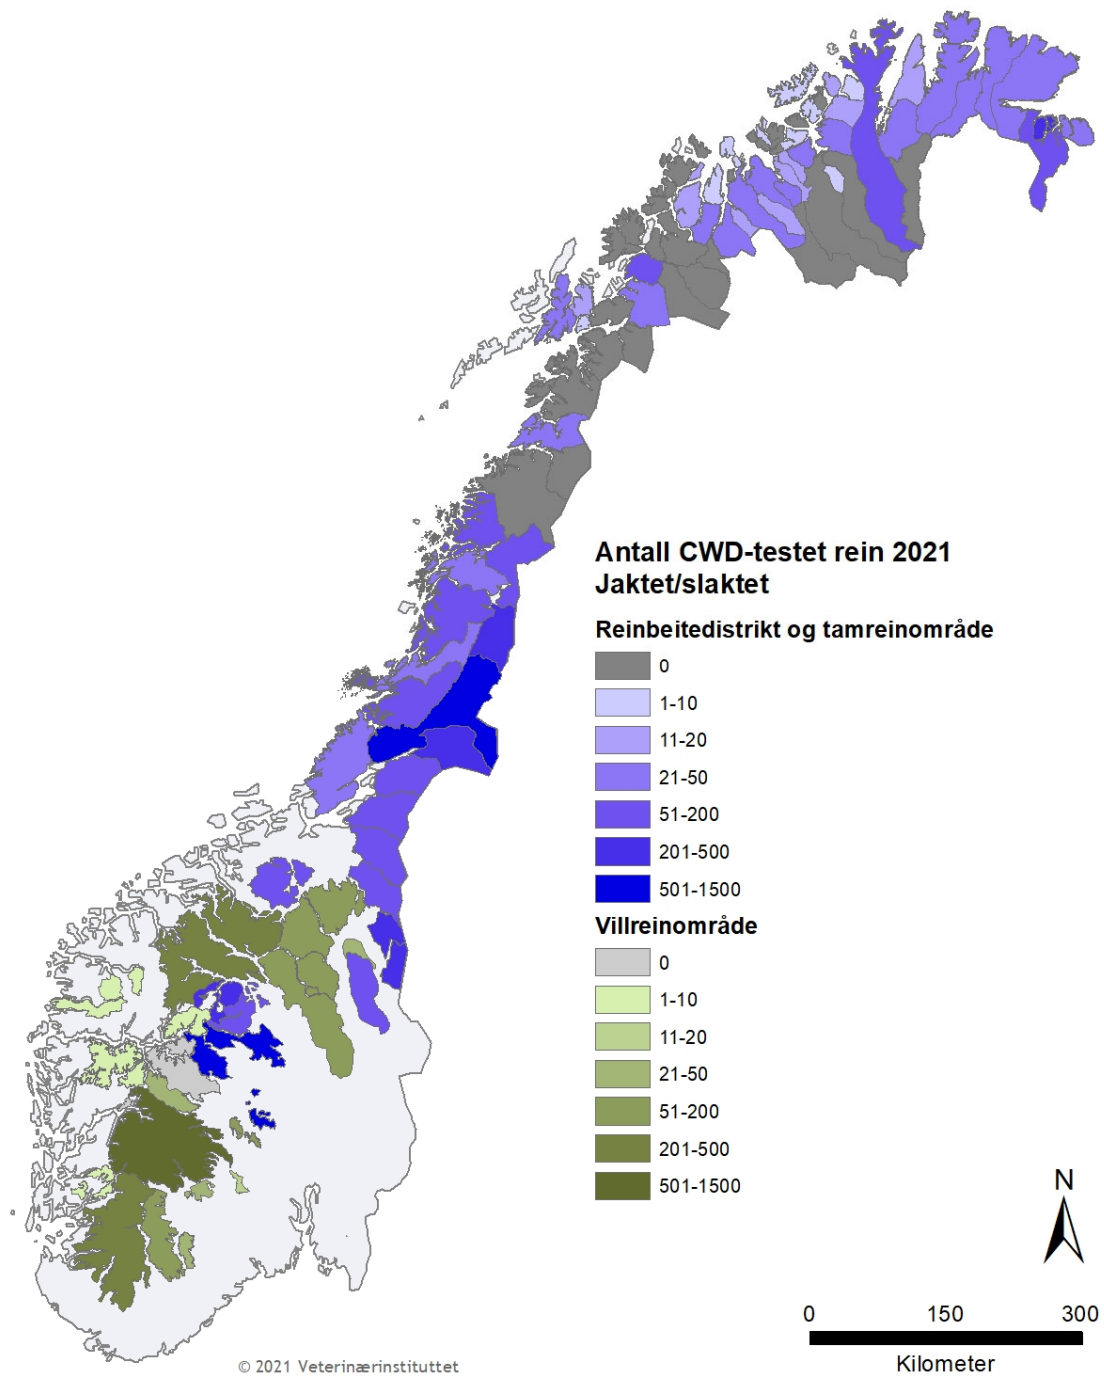 Antall CWD-testet rein 2021
Jaktet/slaktet
Reinbeitedistrikt og tamreinområde
0
1-10
11-20
21-50
51-200
201-500
501-1500
Villreinområde
0
1-10
11-20
21-50
51-200
201-500
501-1500
N
0 150 300
Kilometer
© 2021 Veterinærinstituttet